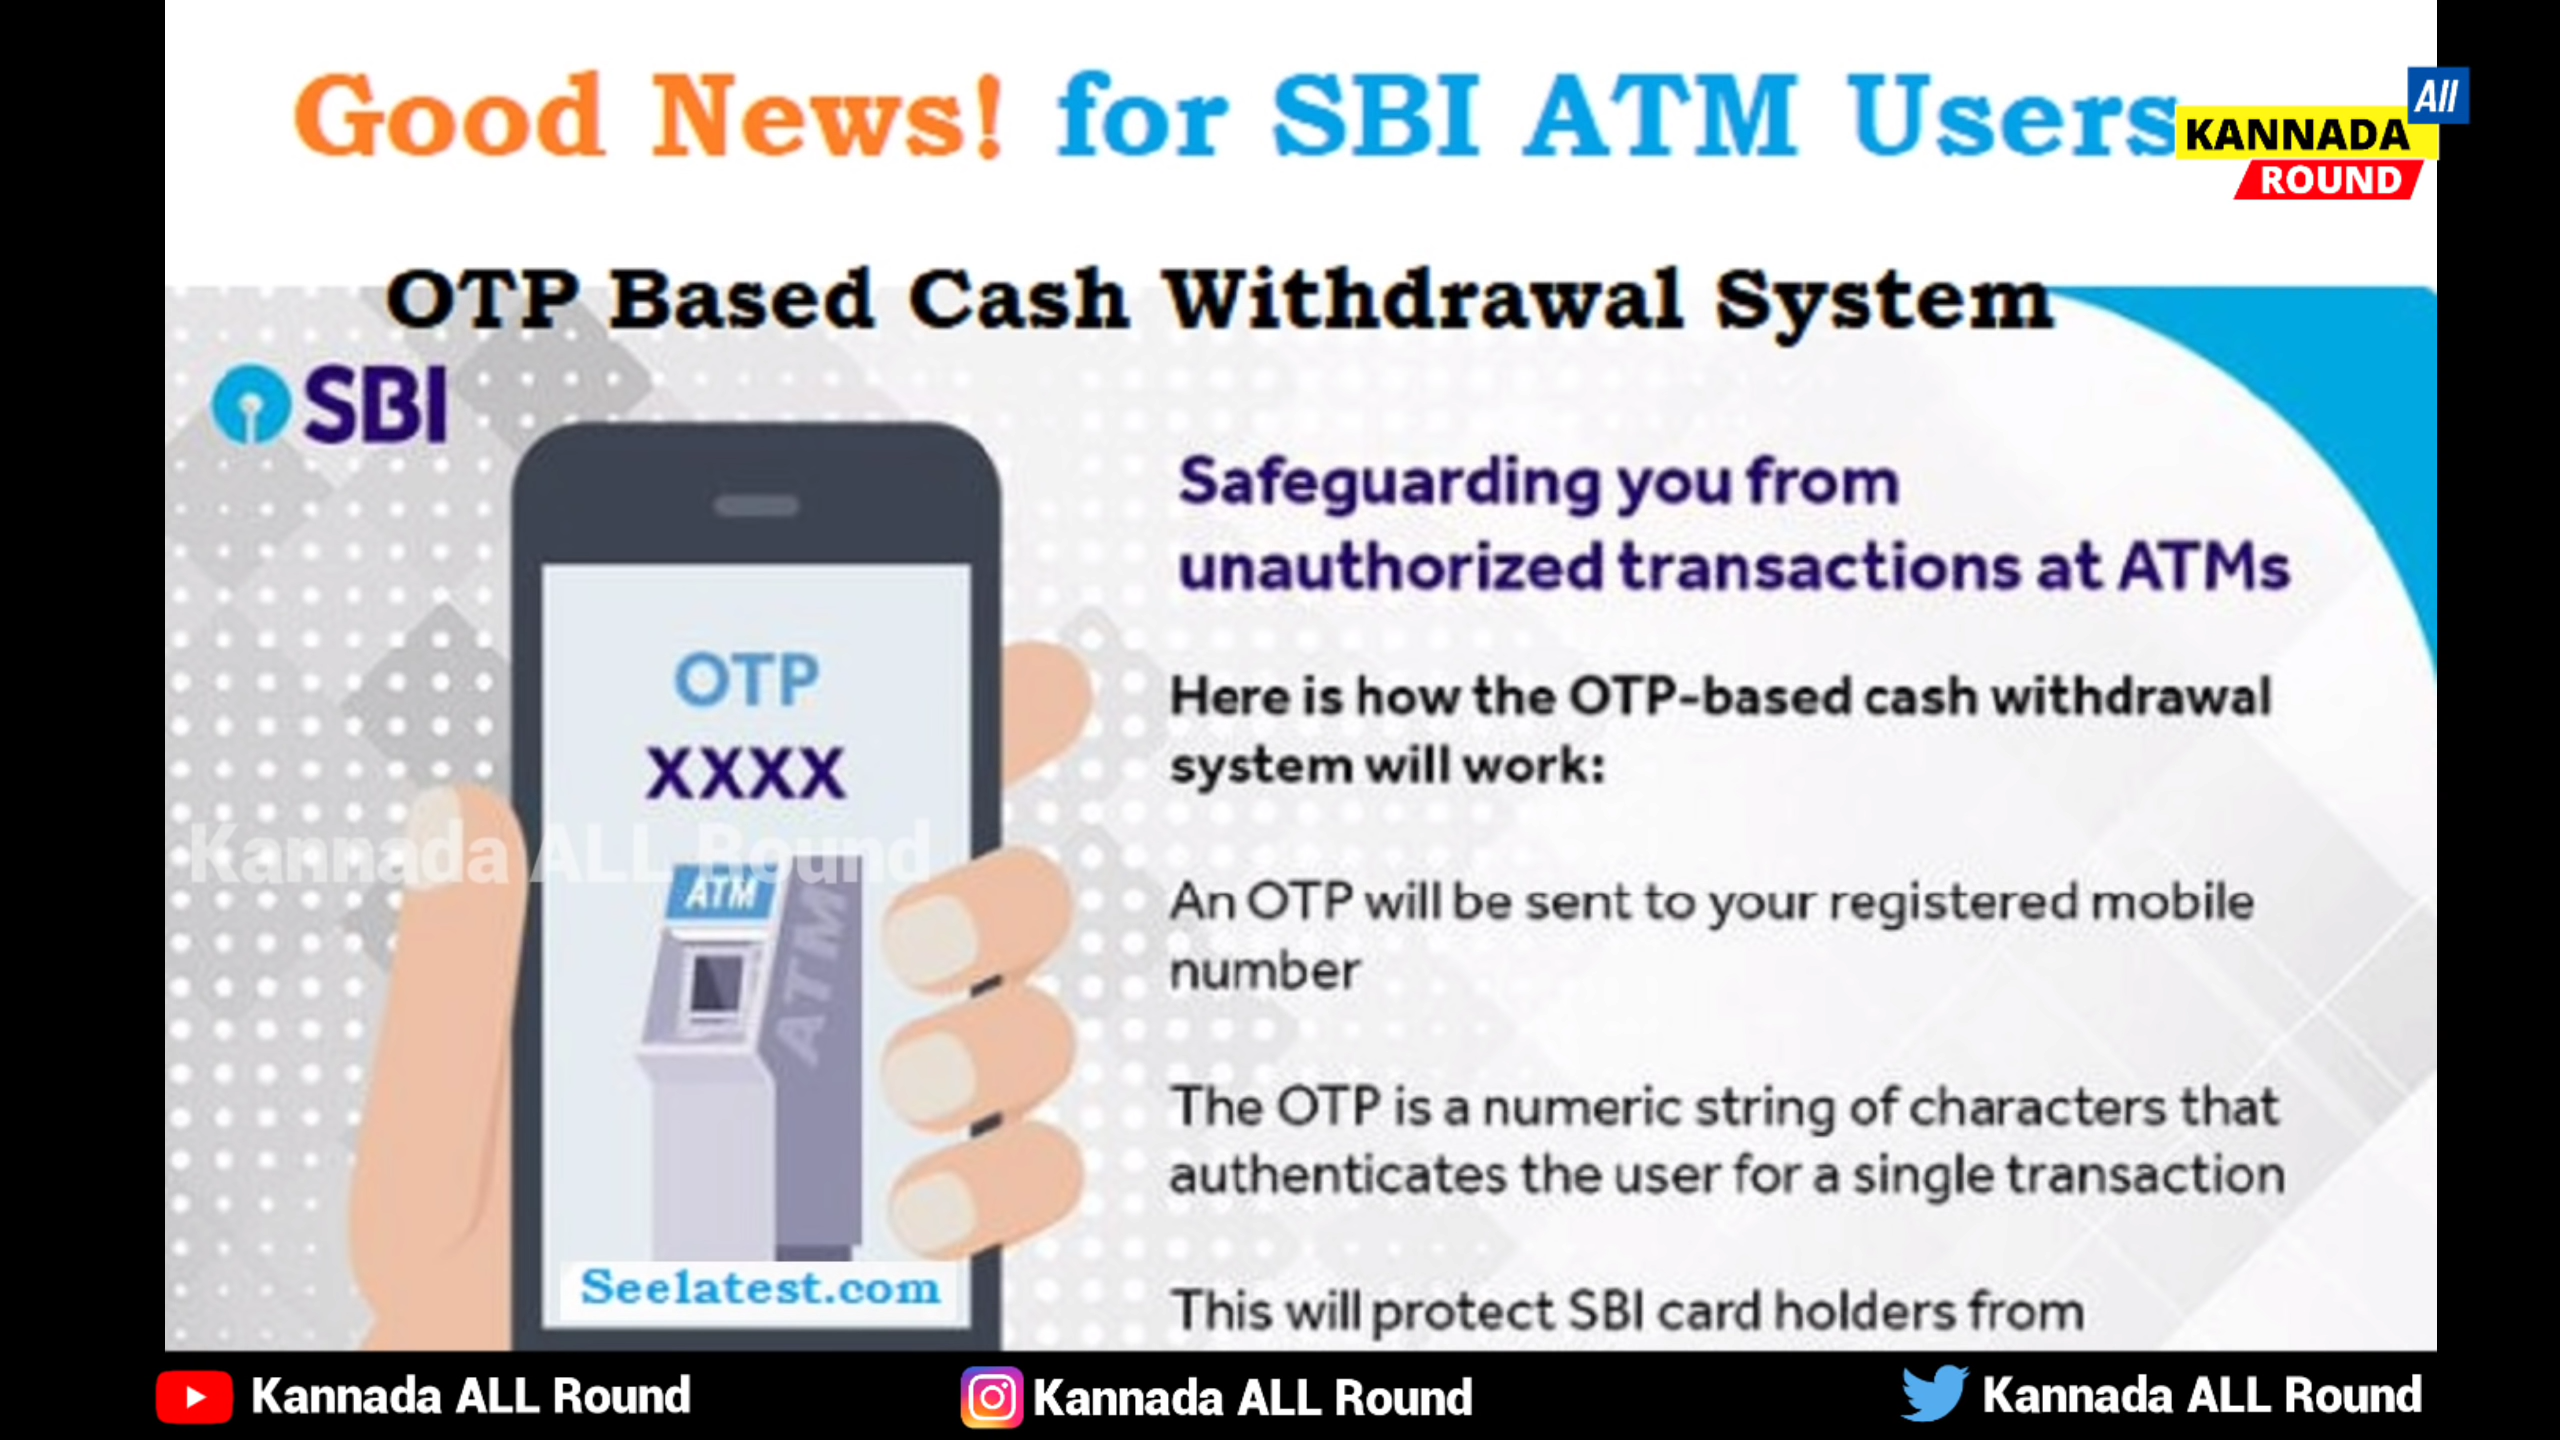 Good News! for SBI ATM Users
All
KANNADA
ROUND
OTP Based Cash Withdrawal System
SBI
Safeguarding you from
unauthorized transactions at ATMs
OTP
XXXX
Here is how the OTP-based cash withdrawal
system will work:
Kannada ALL Round
ATM
ATM
An OTP will be sent to your registered mobile
number
The OTP is a numeric string of characters that
authenticates the user for a single transaction
This will protect SBI card holders from
Seelatest.com
Kannada ALL Round
Kannada ALL Round
Kannada ALL Round